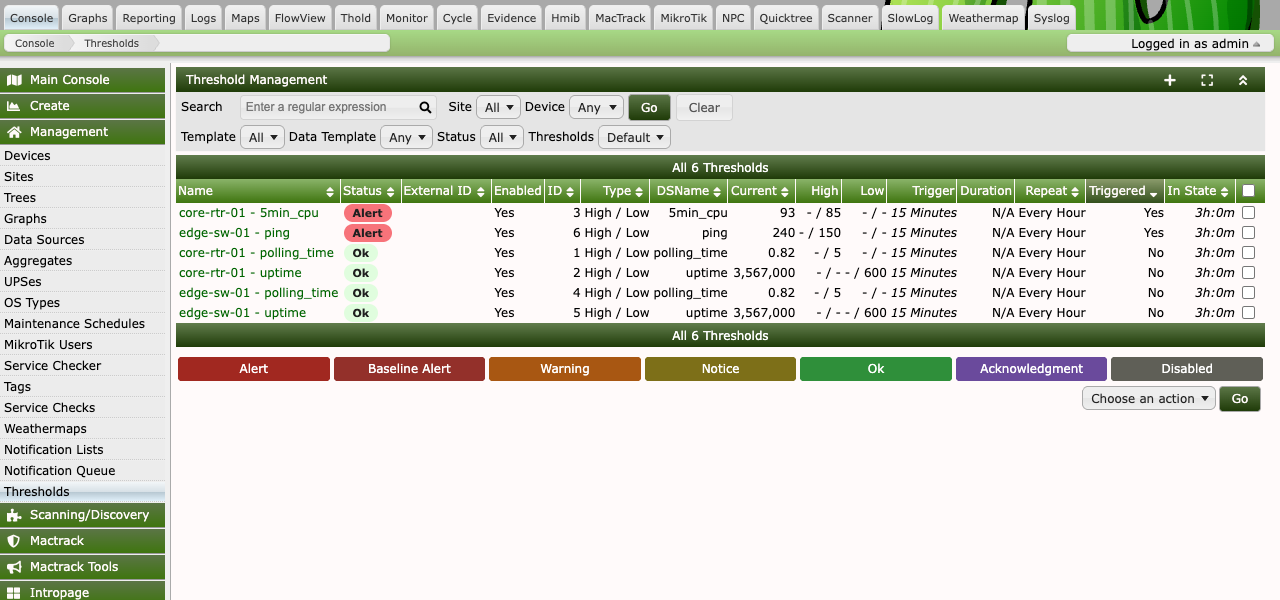 Console Graphs Reporting Logs Maps FlowView Thold Monitor Cycle Evidence Hmib MacTrack MikroTik NPC Quicktree Scanner SlowLog Weathermap Syslog
Console Thresholds Logged in as admin
Main Console
Create
Management
Devices
Sites
Trees
Graphs
Data Sources
Aggregates
UPSes
OS Types
Maintenance Schedules
MikroTik Users
Service Checker
Tags
Service Checks
Weathermaps
Notification Lists
Notification Queue
Thresholds
Scanning/Discovery
Mactrack
Mactrack Tools
Intropage
Threshold Management
Search Enter a regular expression Site All Device Any Go Clear
Template All Data Template Any Status All Thresholds Default
All 6 Thresholds
Name Status External ID Enabled ID Type DSName Current High Low Trigger Duration Repeat Triggered In State
core-rtr-01 - 5min_cpu Alert Yes 3 High / Low 5min_cpu 93 - / 85 - / - 15 Minutes N/A Every Hour Yes 3h:0m
edge-sw-01 - ping Alert Yes 6 High / Low ping 240 - / 150 - / - 15 Minutes N/A Every Hour Yes 3h:0m
core-rtr-01 - polling_time Ok Yes 1 High / Low polling_time 0.82 - / 5 - / - 15 Minutes N/A Every Hour No 3h:0m
core-rtr-01 - uptime Ok Yes 2 High / Low uptime 3,567,000 - / - - / 600 15 Minutes N/A Every Hour No 3h:0m
edge-sw-01 - polling_time Ok Yes 4 High / Low polling_time 0.82 - / 5 - / - 15 Minutes N/A Every Hour No 3h:0m
edge-sw-01 - uptime Ok Yes 5 High / Low uptime 3,567,000 - / - - / 600 15 Minutes N/A Every Hour No 3h:0m
All 6 Thresholds
Alert Baseline Alert Warning Notice Ok Acknowledgment Disabled
Choose an action Go